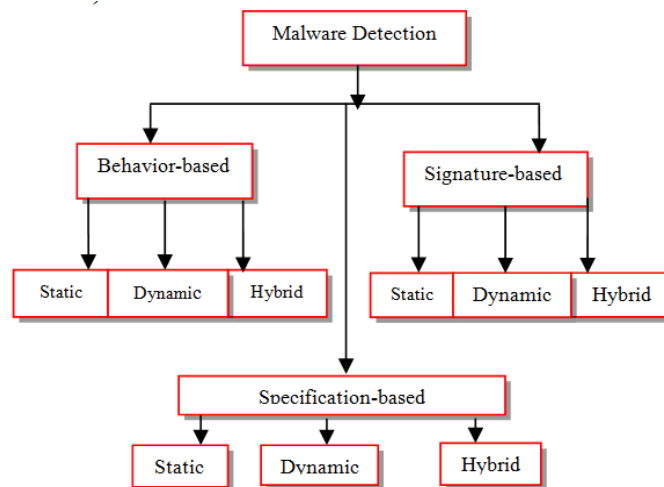 Malware Detection
Behavior-based
Signature-based
Static Dynamic Hybrid
Static Dynamic Hybrid
Specification-based
Static Dynamic Hybrid